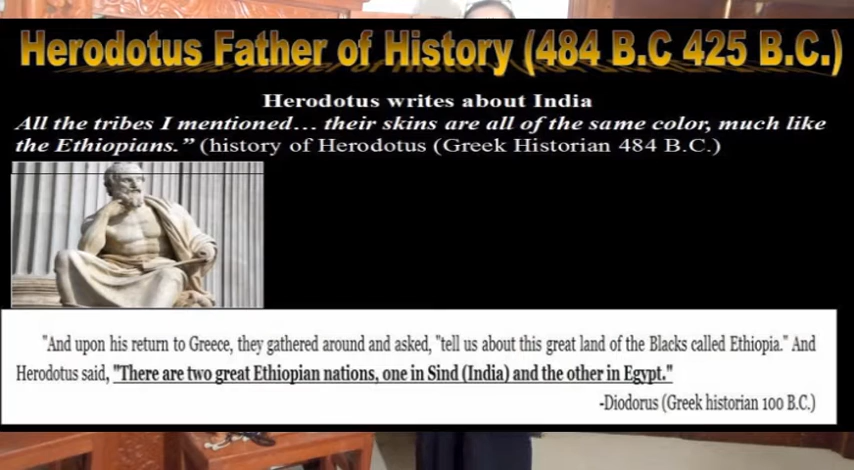 Herodotus Father of History (484 B.C 425 B.C.)
Herodotus writes about India
All the tribes I mentioned... their skins are all of the same color, much like
the Ethiopians.” (history of Herodotus (Greek Historian 484 B.C.)
"And upon his return to Greece, they gathered around and asked, "tell us about this great land of the Blacks called Ethiopia." And
Herodotus said, "There are two great Ethiopian nations, one in Sind (India) and the other in Egypt."
-Diodorus (Greek historian 100 B.C.)